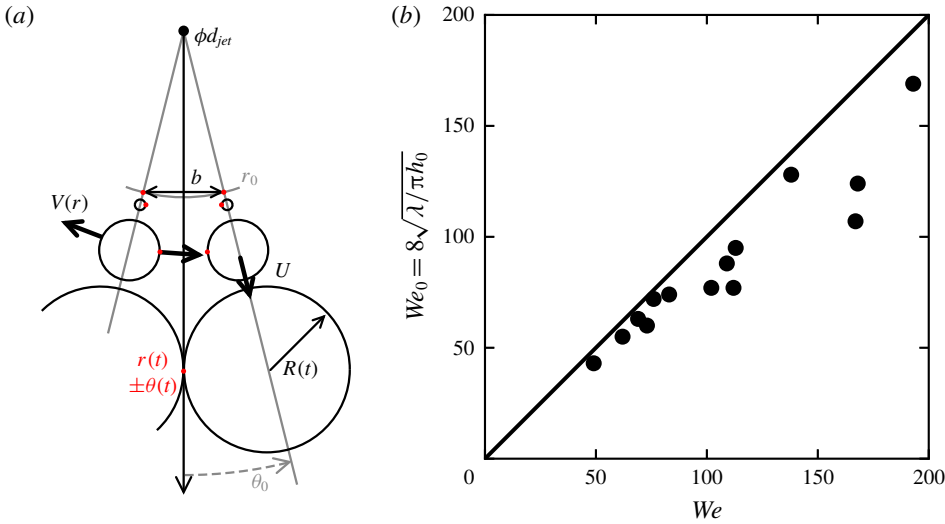 (a)
ϕd_jet
b
r_0
V(r)
U
r(t)
±θ(t)
R(t)
θ_0
(b)
200
150
100
50
0
50
100
150
200
We_0 = 8√(λ/πh_0)
We